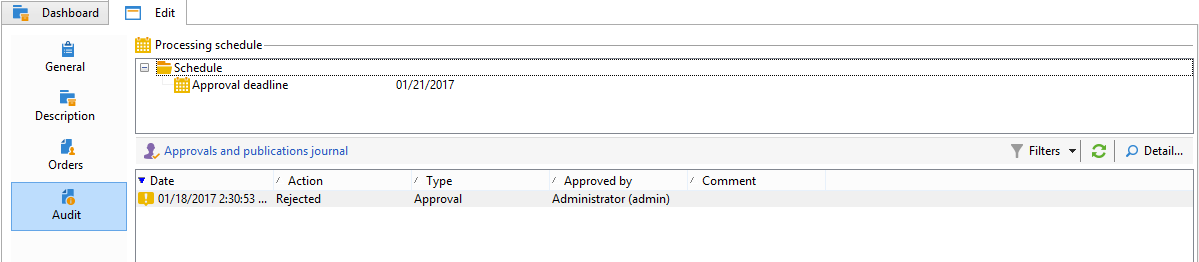 Dashboard Edit
General
Description
Orders
Audit
Processing schedule
Schedule
Approval deadline 01/21/2017
Approvals and publications journal Filters Detail...
Date Action Type Approved by Comment
01/18/2017 2:30:53 ... Rejected Approval Administrator (admin)